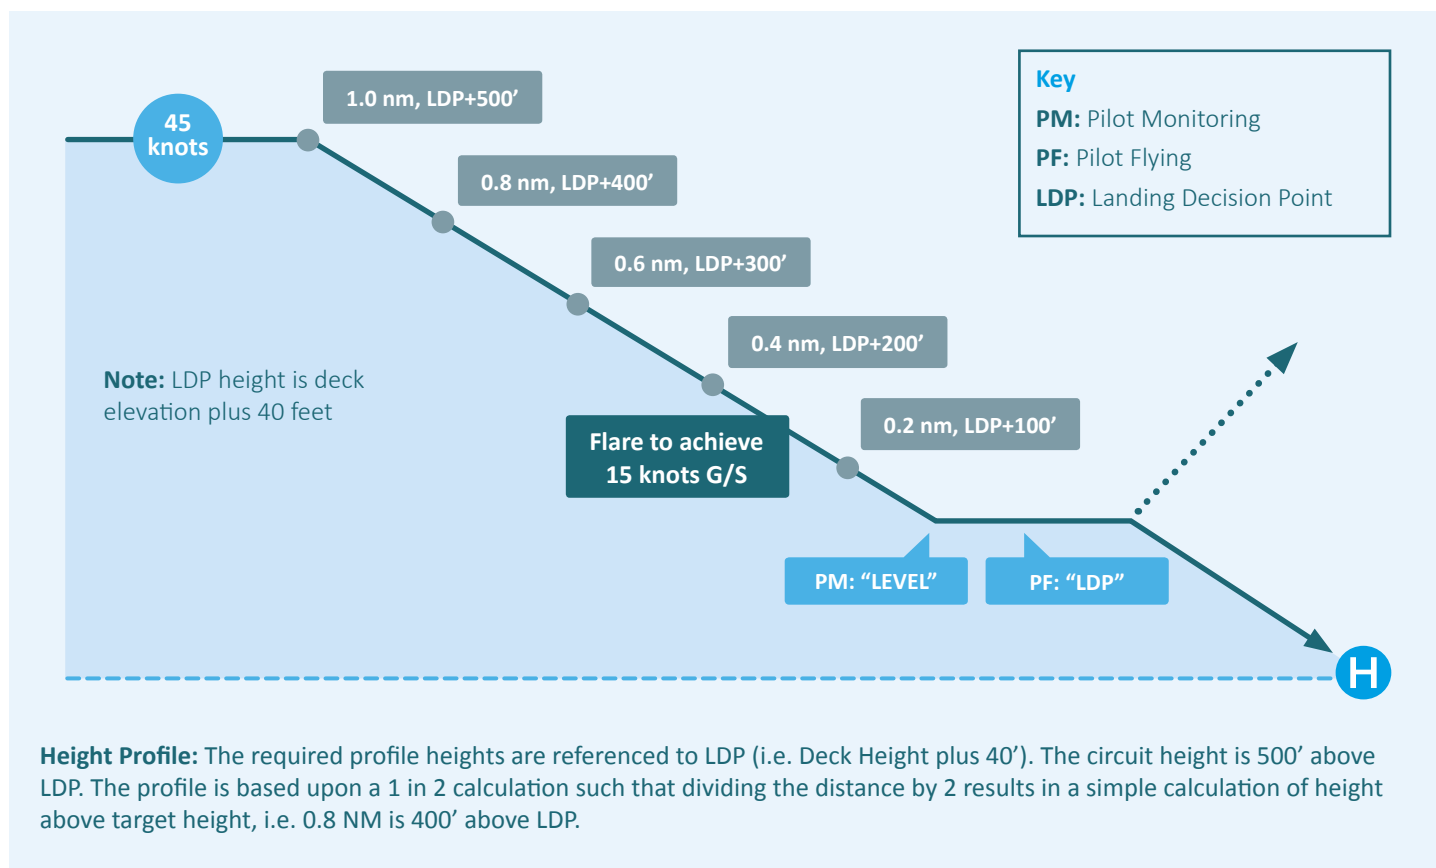 45
knots
1.0 nm, LDP+500’
0.8 nm, LDP+400’
0.6 nm, LDP+300’
0.4 nm, LDP+200’
0.2 nm, LDP+100’
Key
PM: Pilot Monitoring
PF: Pilot Flying
LDP: Landing Decision Point
Note: LDP height is deck
elevation plus 40 feet
Flare to achieve
15 knots G/S
PM: “LEVEL”
PF: “LDP”
H
Height Profile: The required profile heights are referenced to LDP (i.e. Deck Height plus 40’). The circuit height is 500’ above
LDP. The profile is based upon a 1 in 2 calculation such that dividing the distance by 2 results in a simple calculation of height
above target height, i.e. 0.8 NM is 400’ above LDP.